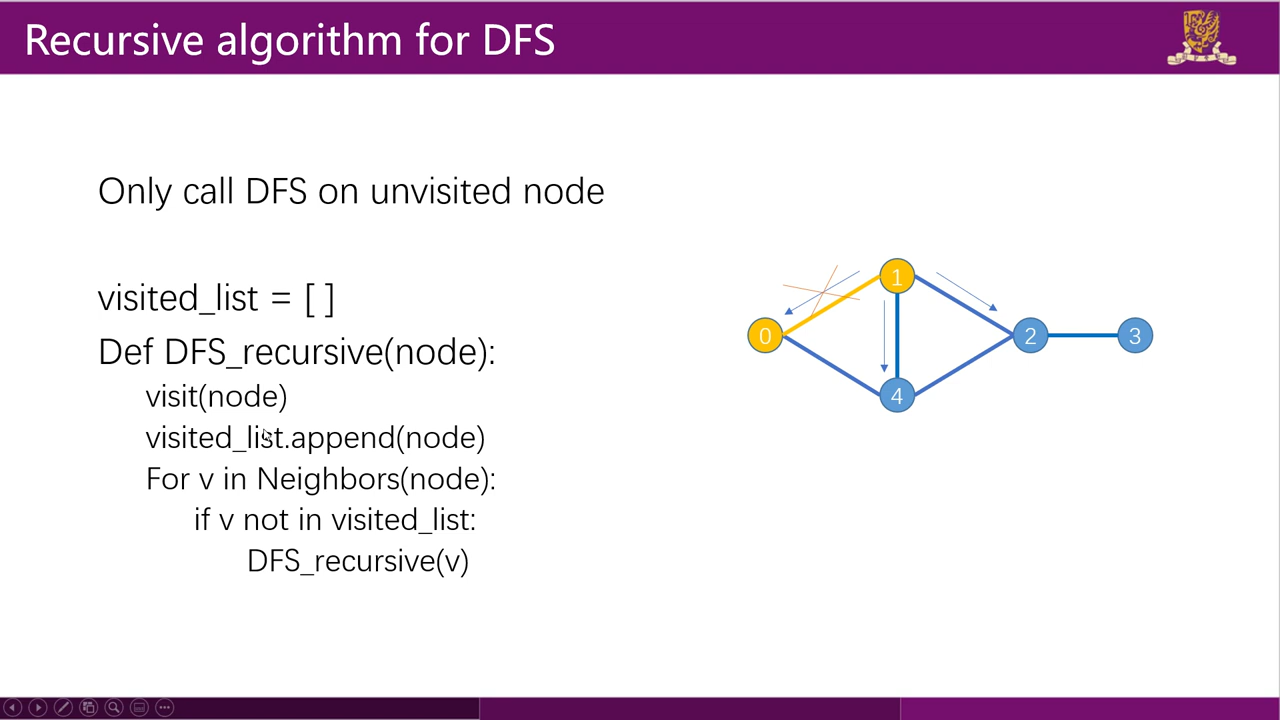 Recursive algorithm for DFS
Only call DFS on unvisited node
visited_list = [ ]
Def DFS_recursive(node):
visit(node)
visited_list.append(node)
For v in Neighbors(node):
if v not in visited_list:
DFS_recursive(v)
1
0
2
3
4